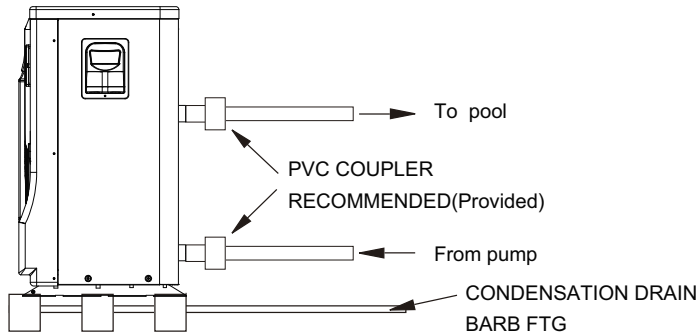 To pool
PVC COUPLER
RECOMMENDED(Provided)
From pump
CONDENSATION DRAIN
BARB FTG